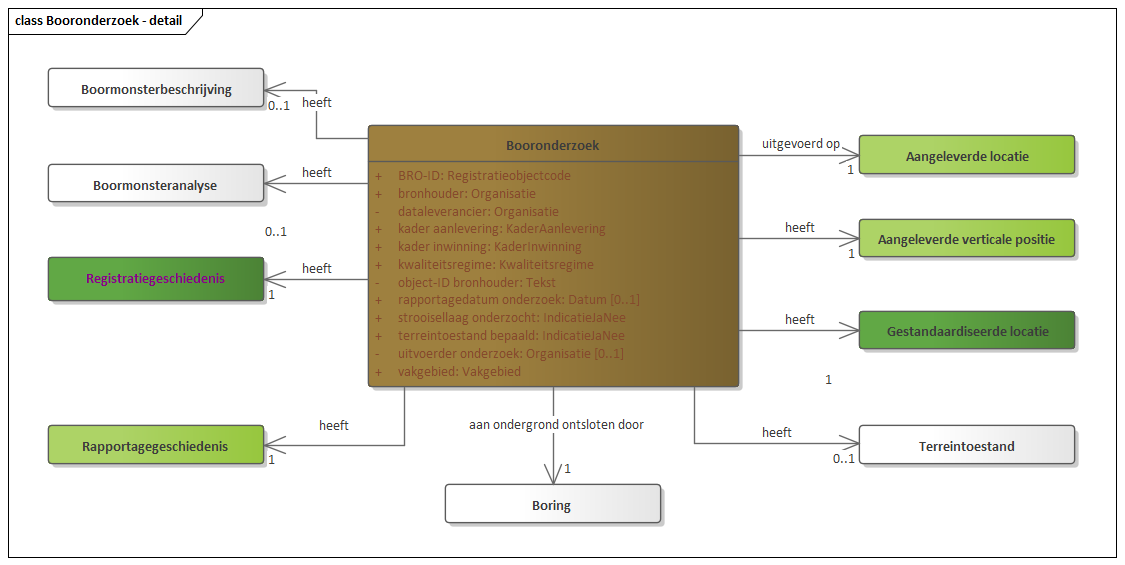 class Booronderzoek - detail
Boormonsterbeschrijving
0..1
heeft
Boormonsteranalyse
heeft
0..1
Registratiegeschiedenis
heeft
1
Rapportagegeschiedenis
heeft
1
Booronderzoek
+ BRO-ID: Registratieobjectcode
+ bronhouder: Organisatie
- dataleverancier: Organisatie
+ kader aanlevering: KaderAanlevering
+ kader inwinning: KaderInwinning
+ kwaliteitsregime: Kwaliteitsregime
- object-ID bronhouder: Tekst
+ rapportagedatum onderzoek: Datum [0..1]
+ strooisellaag onderzocht: IndicatieJaNee
+ terreintoestand bepaald: IndicatieJaNee
- uitvoerder onderzoek: Organisatie [0..1]
+ vakgebied: Vakgebied
aan ondergrond ontsloten door
1
Boring
uitgevoerd op
1
Aangeleverde locatie
heeft
1
Aangeleverde verticale positie
heeft
Gestandaardiseerde locatie
1
heeft
0..1
Terreintoestand